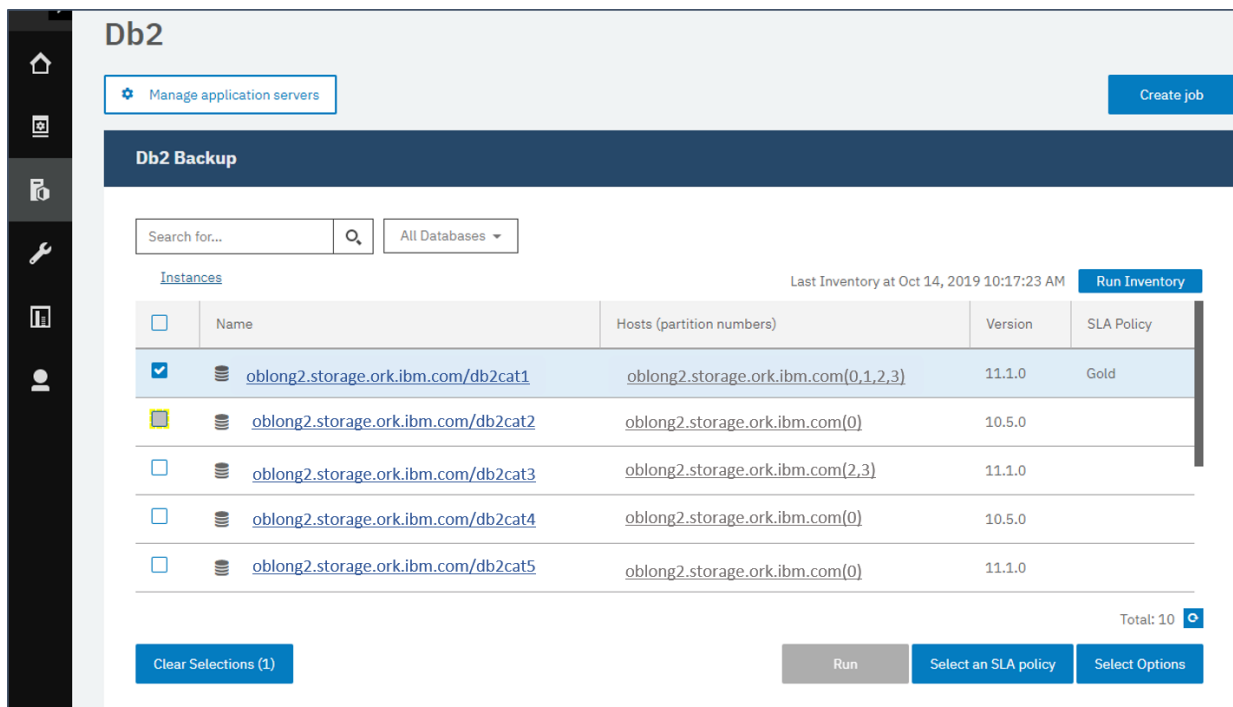 Db2
Manage application servers
Create job
Db2 Backup
Search for...
All Databases
Instances
Last Inventory at Oct 14, 2019 10:17:23 AM
Run Inventory
Name Hosts (partition numbers) Version SLA Policy
oblong2.storage.ork.ibm.com/db2cat1 oblong2.storage.ork.ibm.com(0,1,2,3) 11.1.0 Gold
oblong2.storage.ork.ibm.com/db2cat2 oblong2.storage.ork.ibm.com(0) 10.5.0
oblong2.storage.ork.ibm.com/db2cat3 oblong2.storage.ork.ibm.com(2,3) 11.1.0
oblong2.storage.ork.ibm.com/db2cat4 oblong2.storage.ork.ibm.com(0) 10.5.0
oblong2.storage.ork.ibm.com/db2cat5 oblong2.storage.ork.ibm.com(0) 11.1.0
Total: 10
Clear Selections (1)
Run
Select an SLA policy
Select Options